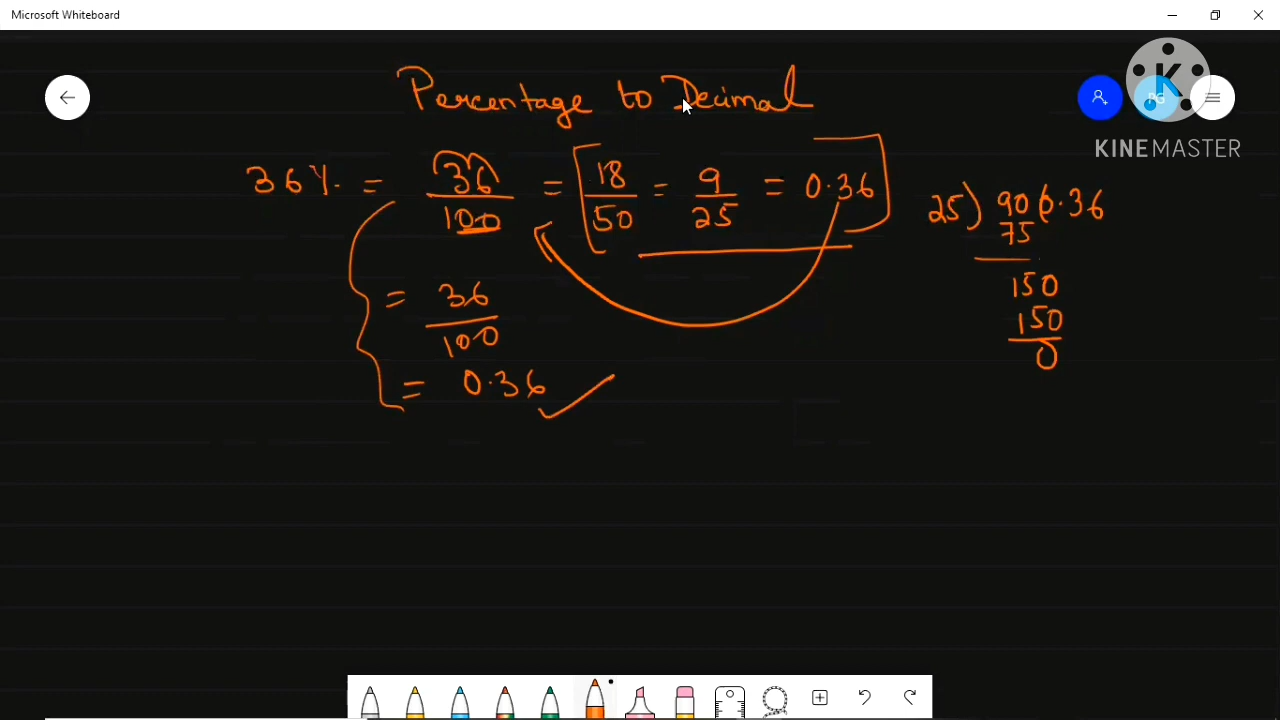 Microsoft Whiteboard
Percentage to Decimal
PG
K
KINEMASTER
36% = 36/100 = [18/50 = 9/25 = 0.36]
= 36/100
= 0.36 ✓
25) 90 (0.36
75
150
150
0